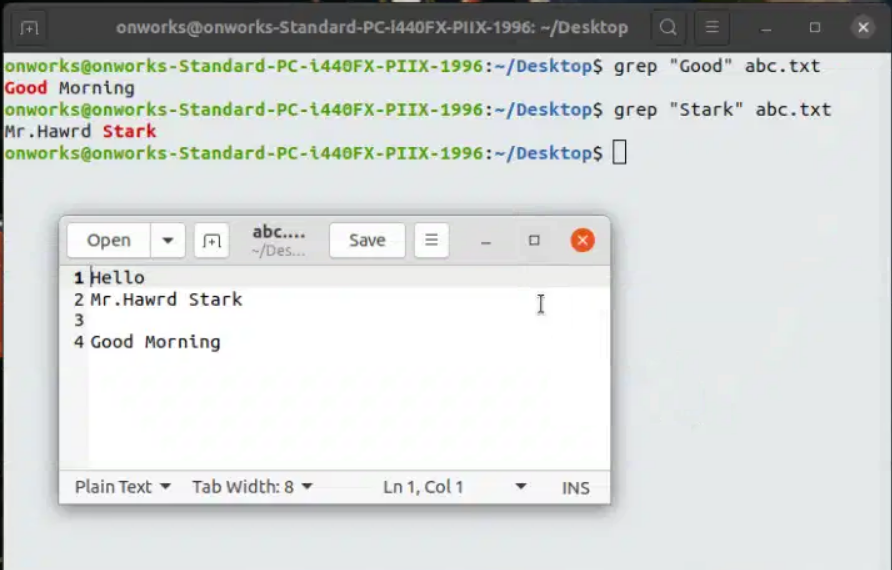 onworks@onworks-Standard-PC-i440FX-PIIX-1996: ~/Desktop
onworks@onworks-Standard-PC-i440FX-PIIX-1996:~/Desktop$ grep "Good" abc.txt
Good Morning
onworks@onworks-Standard-PC-i440FX-PIIX-1996:~/Desktop$ grep "Stark" abc.txt
Mr.Hawrd Stark
onworks@onworks-Standard-PC-i440FX-PIIX-1996:~/Desktop$
Open abc.... Save
~/Des...
1 Hello
2 Mr.Hawrd Stark
3
4 Good Morning
Plain Text Tab Width: 8 Ln 1, Col 1 INS